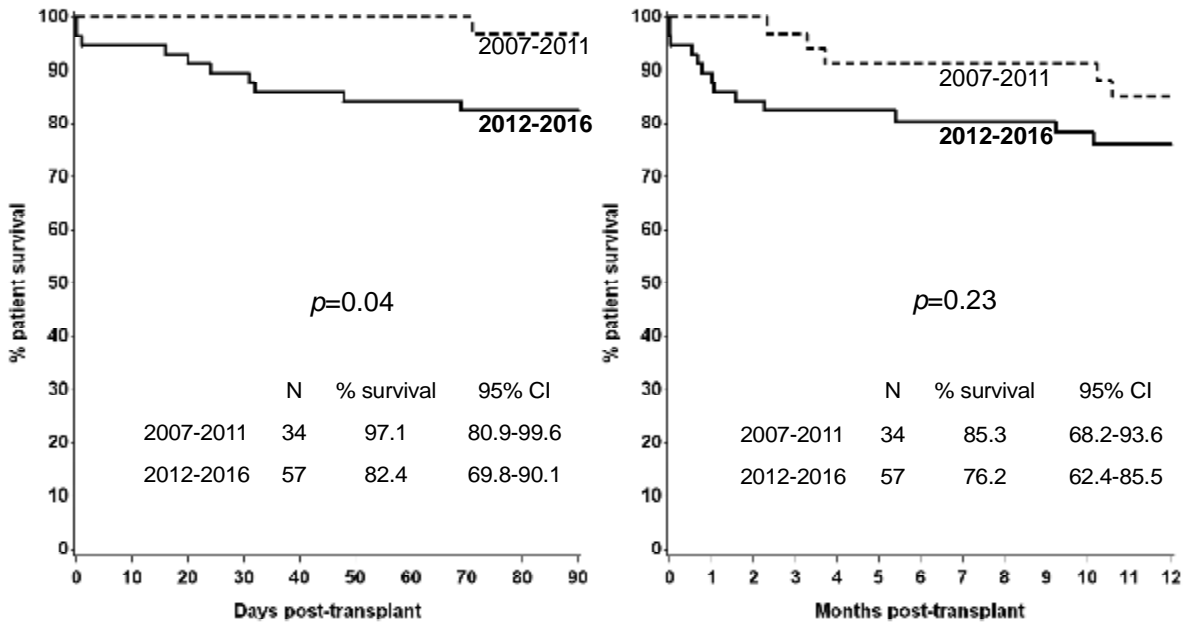 100
90
80
70
60
50
40
30
20
10
0
% patient survival
2007-2011
2012-2016
p=0.04
N % survival 95% CI
2007-2011 34 97.1 80.9-99.6
2012-2016 57 82.4 69.8-90.1
0 10 20 30 40 50 60 70 80 90
Days post-transplant
100
90
80
70
60
50
40
30
20
10
0
% patient survival
2007-2011
2012-2016
p=0.23
N % survival 95% CI
2007-2011 34 85.3 68.2-93.6
2012-2016 57 76.2 62.4-85.5
0 1 2 3 4 5 6 7 8 9 10 11 12
Months post-transplant